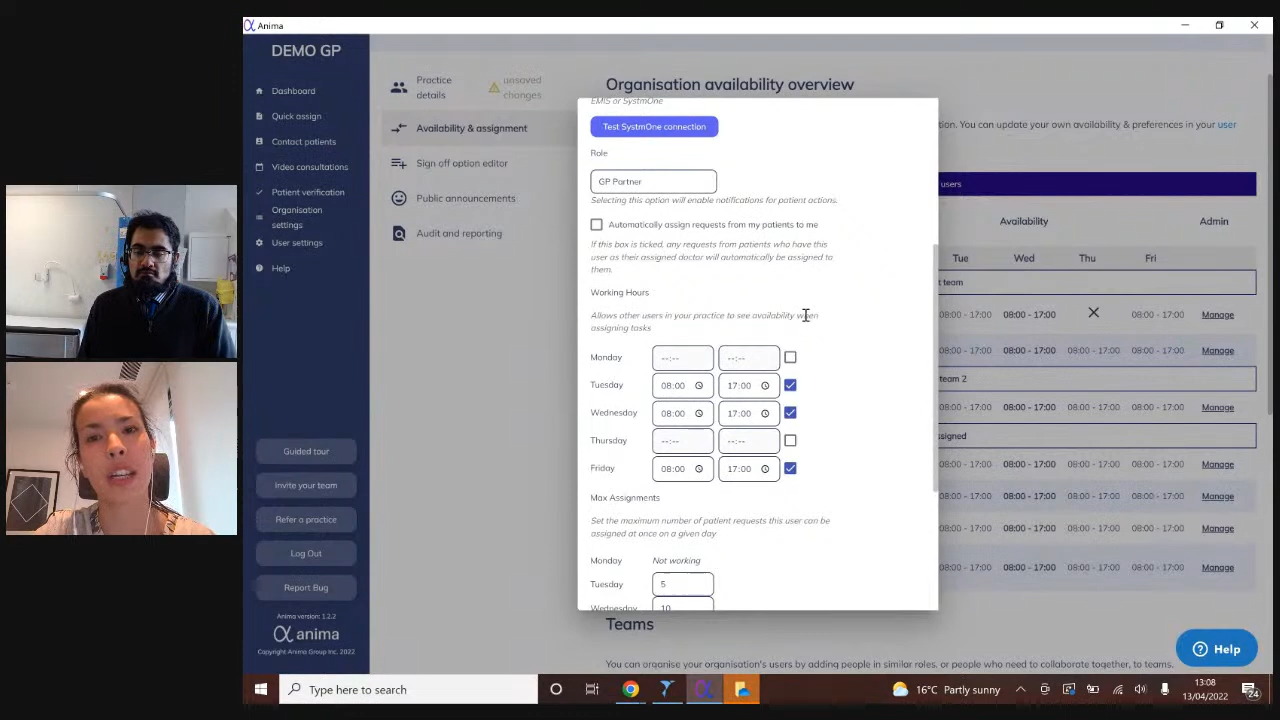 Anima
DEMO GP
Dashboard
Quick assign
Contact patients
Video consultations
Patient verification
Organisation
settings
User settings
Help
Guided tour
Invite your team
Refer a practice
Log Out
Report Bug
Anima version: 1.2.2
anima
Copyright Anima Group Inc. 2022
Practice
details
unsaved
changes
Availability & assignment
Sign off option editor
Public announcements
Audit and reporting
Organisation availability overview
EMIS or SystmOne
Test SystmOne connection
Role
GP Partner
Selecting this option will enable notifications for patient actions.
Automatically assign requests from my patients to me
If this box is ticked, any requests from patients who have this
user as their assigned doctor will automatically be assigned to
them.
Working Hours
Allows other users in your practice to see availability when
assigning tasks
Monday --:-- --:--
Tuesday 08:00 17:00
Wednesday 08:00 17:00
Thursday --:-- --:--
Friday 08:00 17:00
Max Assignments
Set the maximum number of patient requests this user can be
assigned at once on a given day
Monday Not working
Tuesday 5
Wednesday 10
tion. You can update your own availability & preferences in your user
users
Availability Admin
Tue Wed Thu Fri
t team
08:00 - 17:00 08:00 - 17:00 08:00 - 17:00 Manage
08:00 - 17:00 08:00 - 17:00 08:00 - 17:00 08:00 - 17:00 Manage
team 2
08:00 - 17:00 08:00 - 17:00 08:00 - 17:00 08:00 - 17:00 Manage
signed
08:00 - 17:00 08:00 - 17:00 08:00 - 17:00 08:00 - 17:00 Manage
08:00 - 17:00 08:00 - 17:00 08:00 - 17:00 08:00 - 17:00 Manage
08:00 - 17:00 08:00 - 17:00 08:00 - 17:00 08:00 - 17:00 Manage
08:00 - 17:00 08:00 - 17:00 08:00 - 17:00 08:00 - 17:00 Manage
Teams
You can organise your organisation's users by adding people in similar roles, or people who need to collaborate together, to teams.
Help
Type here to search
16°C Partly sunny
13:08
13/04/2022
24